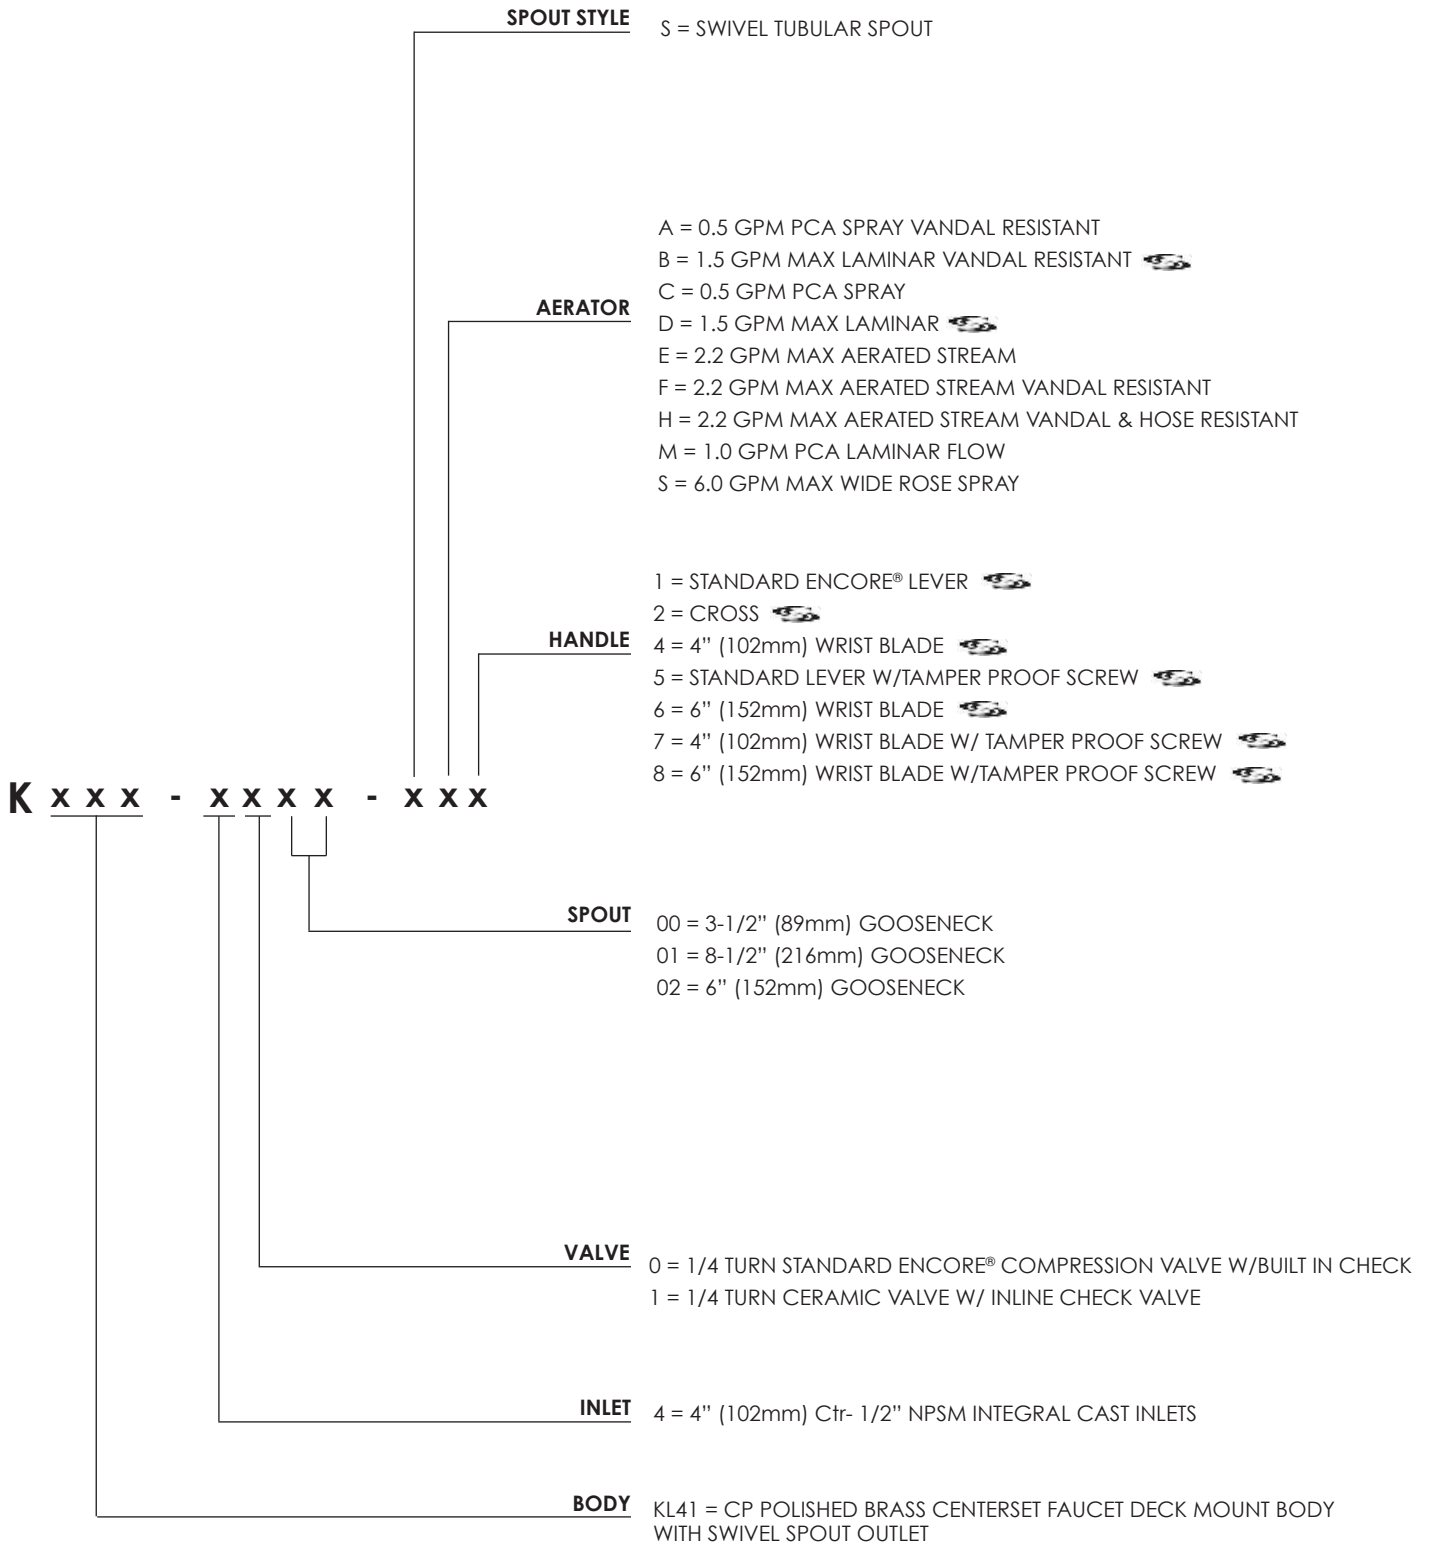 SPOUT STYLE
S = SWIVEL TUBULAR SPOUT
AERATOR
A = 0.5 GPM PCA SPRAY VANDAL RESISTANT
B = 1.5 GPM MAX LAMINAR VANDAL RESISTANT
C = 0.5 GPM PCA SPRAY
D = 1.5 GPM MAX LAMINAR
E = 2.2 GPM MAX AERATED STREAM
F = 2.2 GPM MAX AERATED STREAM VANDAL RESISTANT
H = 2.2 GPM MAX AERATED STREAM VANDAL & HOSE RESISTANT
M = 1.0 GPM PCA LAMINAR FLOW
S = 6.0 GPM MAX WIDE ROSE SPRAY
HANDLE
1 = STANDARD ENCORE® LEVER
2 = CROSS
4 = 4” (102mm) WRIST BLADE
5 = STANDARD LEVER W/TAMPER PROOF SCREW
6 = 6” (152mm) WRIST BLADE
7 = 4” (102mm) WRIST BLADE W/ TAMPER PROOF SCREW
8 = 6” (152mm) WRIST BLADE W/TAMPER PROOF SCREW
K x x x - x x x x - x x x
SPOUT
00 = 3-1/2” (89mm) GOOSENECK
01 = 8-1/2” (216mm) GOOSENECK
02 = 6” (152mm) GOOSENECK
VALVE
0 = 1/4 TURN STANDARD ENCORE® COMPRESSION VALVE W/BUILT IN CHECK
1 = 1/4 TURN CERAMIC VALVE W/ INLINE CHECK VALVE
INLET
4 = 4” (102mm) Ctr- 1/2” NPSM INTEGRAL CAST INLETS
BODY
KL41 = CP POLISHED BRASS CENTERSET FAUCET DECK MOUNT BODY
WITH SWIVEL SPOUT OUTLET